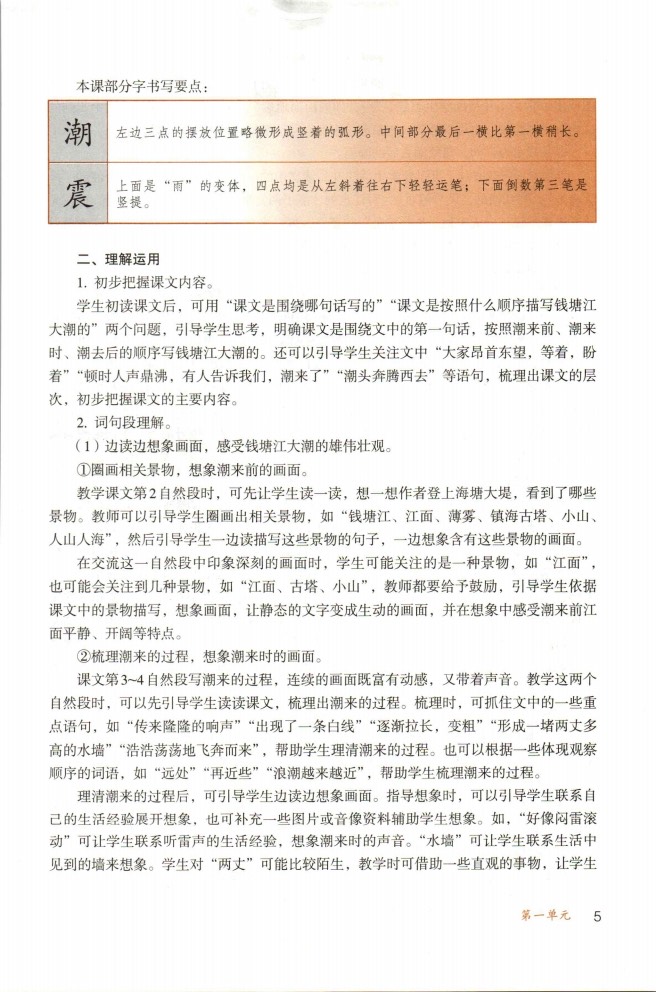 本课部分字书写要点：
潮
左边三点的摆放位置略微形成竖着的弧形。中间部分最后一横比第一横稍长。
震
上面是“雨”的变体，四点均是从左斜着往右下轻轻运笔；下面倒数第三笔是
竖提。
二、理解运用
1. 初步把握课文内容。
学生初读课文后，可用“课文是围绕哪句话写的”“课文是按照什么顺序描写钱塘江
大潮的”两个问题，引导学生思考，明确课文是围绕文中的第一句话，按照潮来前、潮来
时、潮去后的顺序写钱塘江大潮的。还可以引导学生关注文中“大家昂首东望，等着，盼
着”“顿时人声鼎沸，有人告诉我们，潮来了”“潮头奔腾西去”等语句，梳理出课文的层
次，初步把握课文的主要内容。
2. 词句段理解。
（1）边读边想象画面，感受钱塘江大潮的雄伟壮观。
①圈画相关景物，想象潮来前的画面。
教学课文第2自然段时，可先让学生读一读，想一想作者登上海塘大堤，看到了哪些
景物。教师可以引导学生圈画出相关景物，如“钱塘江、江面、薄雾、镇海古塔、小山、
人山人海”，然后引导学生一边读描写这些景物的句子，一边想象含有这些景物的画面。
在交流这一自然段中印象深刻的画面时，学生可能关注的是一种景物，如“江面”，
也可能会关注到几种景物，如“江面、古塔、小山”，教师都要给予鼓励，引导学生依据
课文中的景物描写，想象画面，让静态的文字变成生动的画面，并在想象中感受潮来前江
面平静、开阔等特点。
②梳理潮来的过程，想象潮来时的画面。
课文第3~4自然段写潮来的过程，连续的画面既富有动感，又带着声音。教学这两个
自然段时，可以先引导学生读读课文，梳理出潮来的过程。梳理时，可抓住文中的一些重
点语句，如“传来隆隆的响声”“出现了一条白线”“逐渐拉长，变粗”“形成一堵两丈多
高的水墙”“浩浩荡荡地飞奔而来”，帮助学生理清潮来的过程。也可以根据一些体现观察
顺序的词语，如“远处”“再近些”“浪潮越来越近”，帮助学生梳理潮来的过程。
理清潮来的过程后，可引导学生边读边想象画面。指导想象时，可以引导学生联系自
己的生活经验展开想象，也可补充一些图片或音像资料辅助学生想象。如，“好像闷雷滚
动”可让学生联系听雷声的生活经验，想象潮来时的声音。“水墙”可让学生联系生活中
见到的墙来想象。学生对“两丈”可能比较陌生，教学时可借助一些直观的事物，让学生
第一单元 5